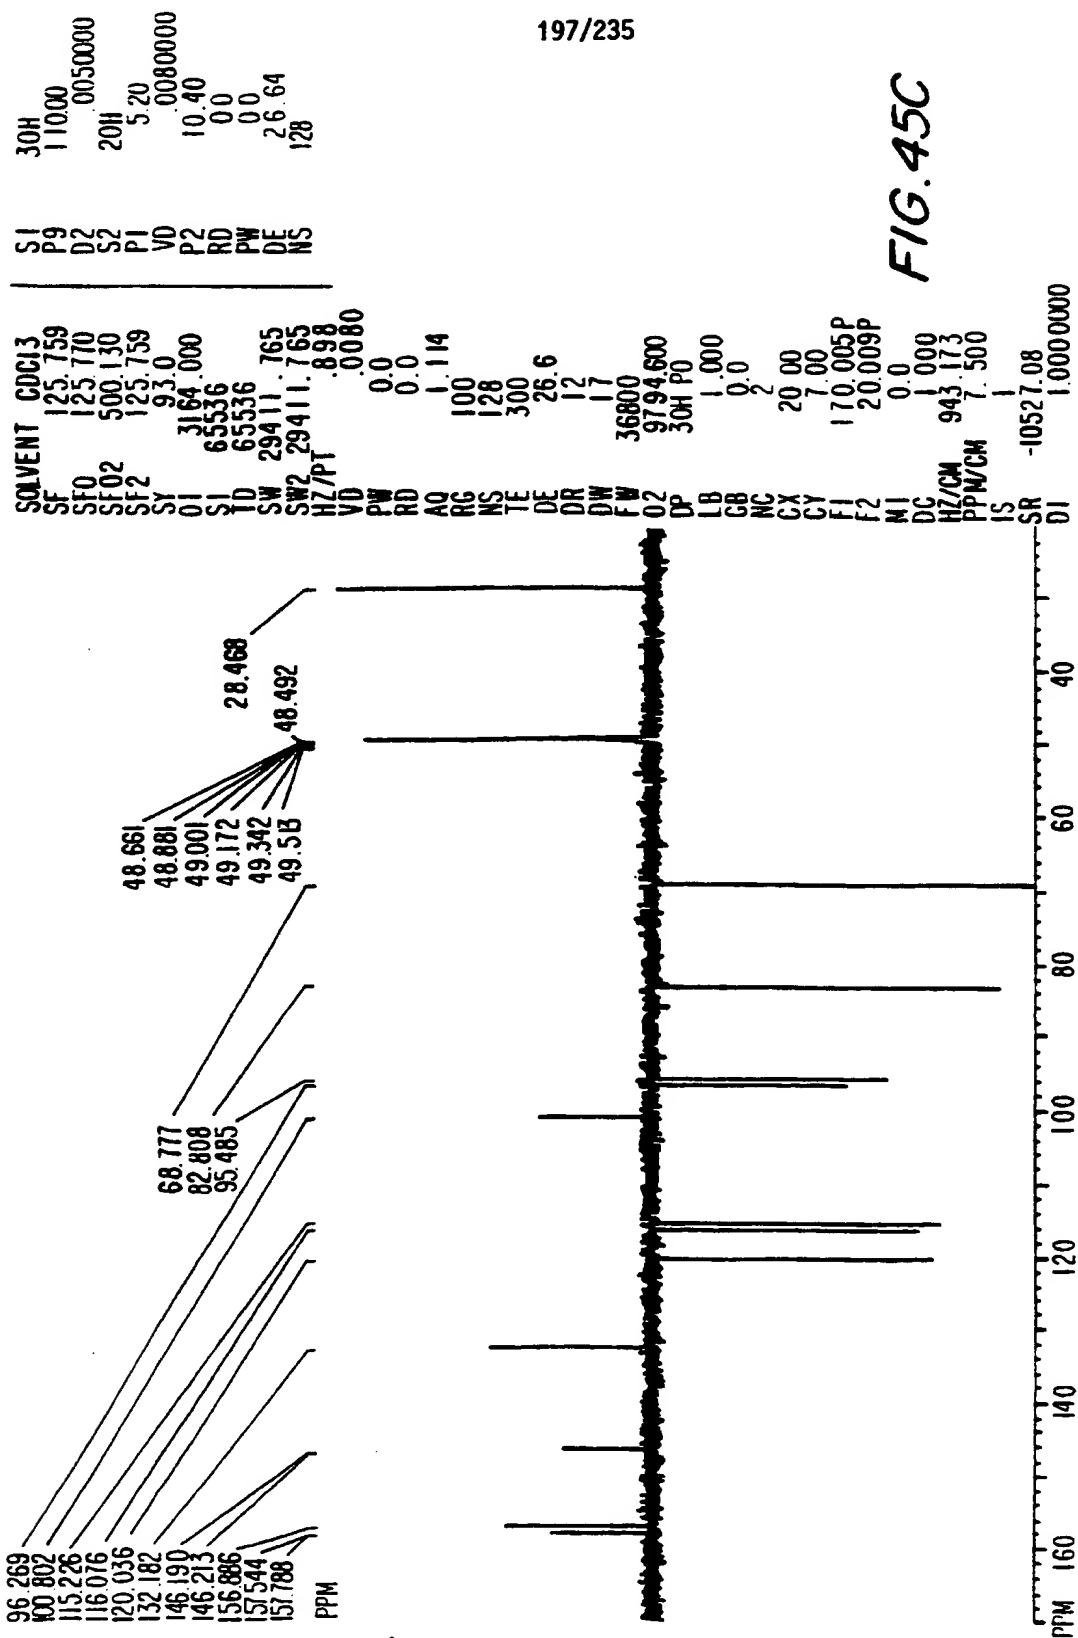 197/235
FIG. 45C
96.269
100.802
115.226
116.076
120.036
132.182
146.190
146.213
156.886
157.544
157.788
PPM
68.777
82.808
95.485
48.661
48.881
49.001
49.172
49.342
49.513
48.492
28.468
PPM 160 140 120 100 80 60 40
SOLVENT CDCl3
SF 125.759
SFO 125.770
SFO2 500.130
SF2 125.759
SY 93.0
O1 3164.000
SI 65536
TD 65536
SW 29411.765
SW2 29411.765
HZ/PT .898
VD .0080
PW 0.0
RD 0.0
AQ 1.114
RG 100
NS 128
TE 300
DE 26.6
DR 12
DW 17
FW 36800
O2 9794.600
DP 30H PO
LB 1.000
GB 0.0
NC 2
CX 20.00
CY 7.00
F1 170.005P
F2 20.009P
MI 0.0
DC 1.000
HZ/CM 943.173
PPM/CM 7.500
IS 1
SR -10527.08
D1 1.0000000
S1 30H
P9 110.00
D2 .0050000
S2 20H
P1 5.20
VD .0080000
P2 10.40
RD 0.0
PW 0.0
DE 26.64
NS 128